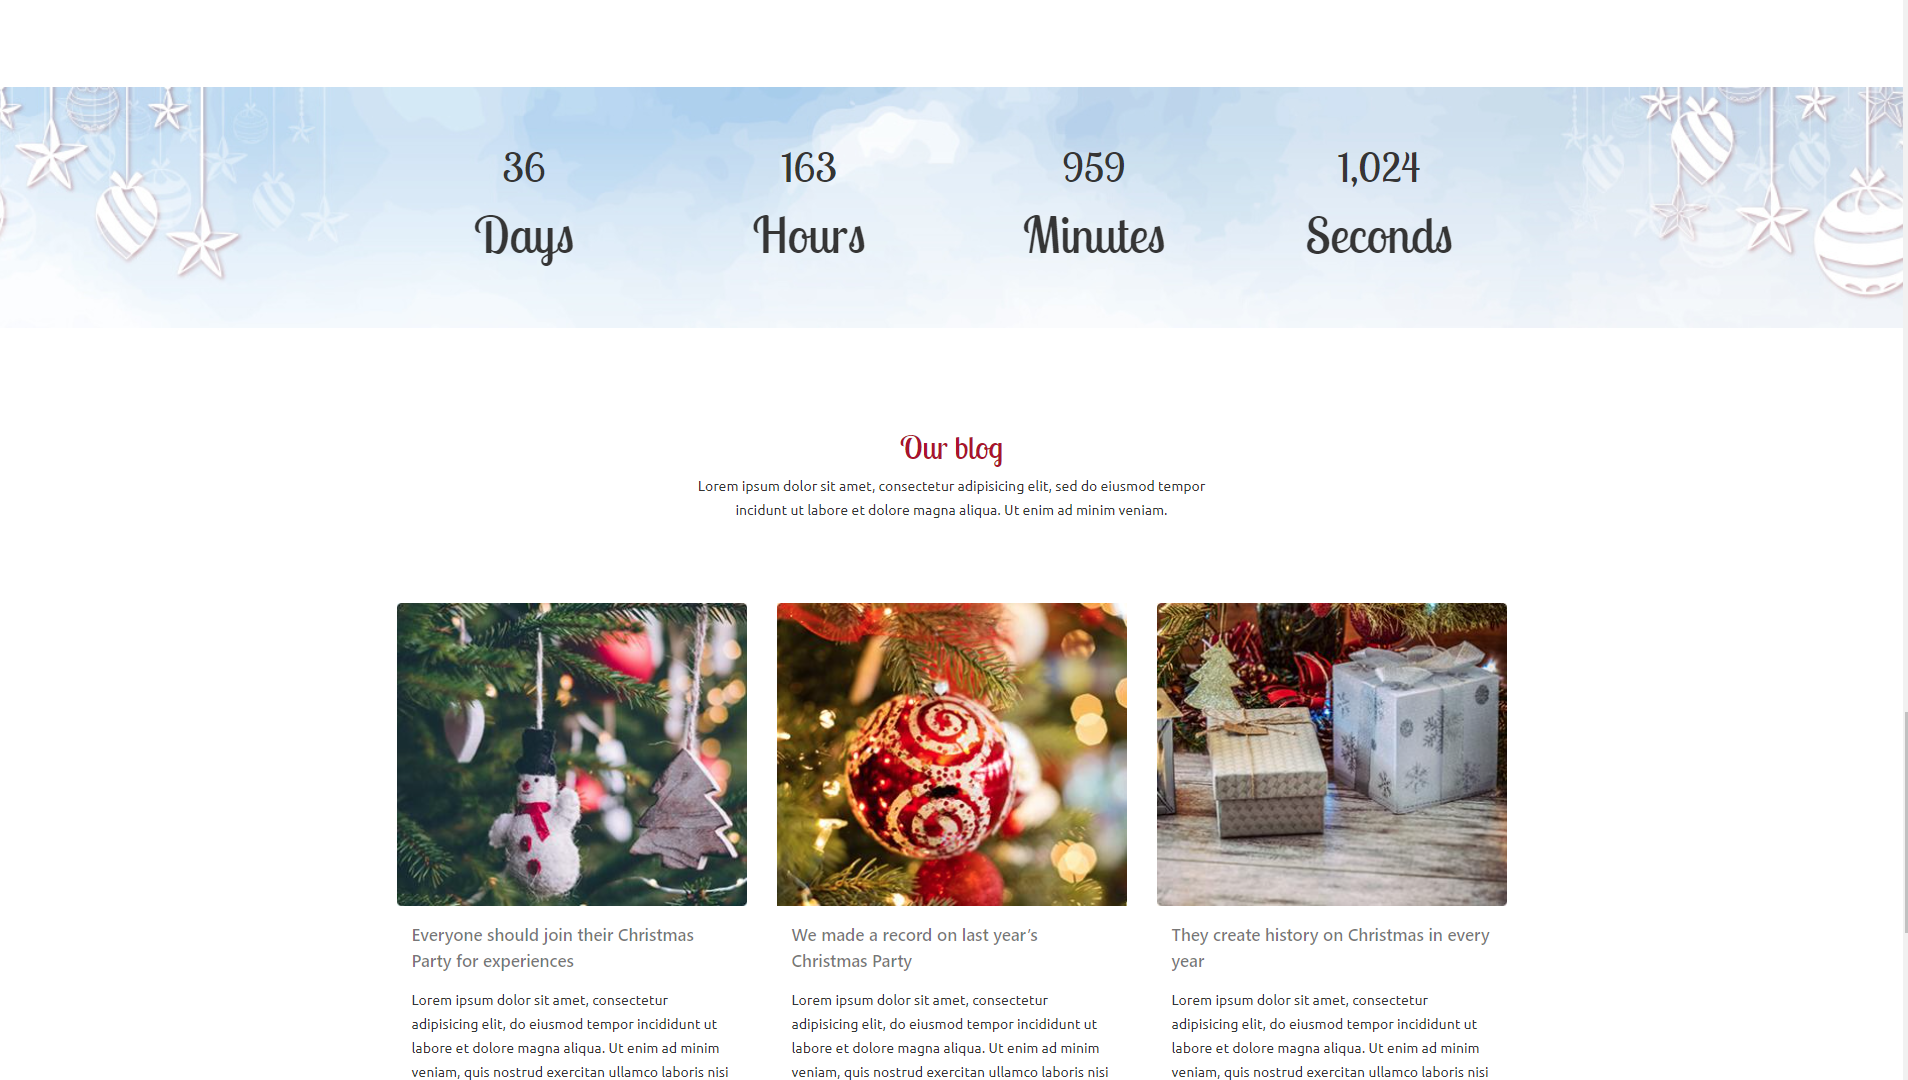 36
163
959
1,024
Days
Hours
Minutes
Seconds
Our blog
Lorem ipsum dolor sit amet, consectetur adipisicing elit, sed do eiusmod tempor
incidunt ut labore et dolore magna aliqua. Ut enim ad minim veniam.
Everyone should join their Christmas
Party for experiences
Lorem ipsum dolor sit amet, consectetur
adipisicing elit, do eiusmod tempor incididunt ut
labore et dolore magna aliqua. Ut enim ad minim
veniam, quis nostrud exercitan ullamco laboris nisi
We made a record on last year’s
Christmas Party
Lorem ipsum dolor sit amet, consectetur
adipisicing elit, do eiusmod tempor incididunt ut
labore et dolore magna aliqua. Ut enim ad minim
veniam, quis nostrud exercitan ullamco laboris nisi
They create history on Christmas in every
year
Lorem ipsum dolor sit amet, consectetur
adipisicing elit, do eiusmod tempor incididunt ut
labore et dolore magna aliqua. Ut enim ad minim
veniam, quis nostrud exercitan ullamco laboris nisi